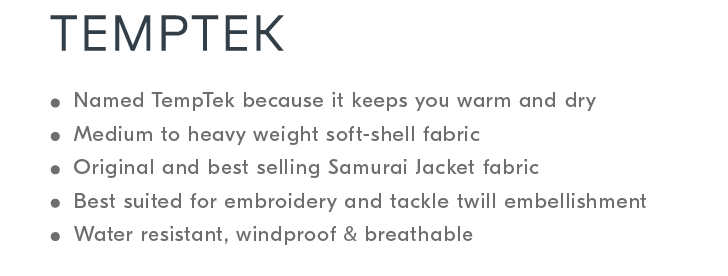 TEMPTEK
• Named TempTek because it keeps you warm and dry
• Medium to heavy weight soft-shell fabric
• Original and best selling Samurai Jacket fabric
• Best suited for embroidery and tackle twill embellishment
• Water resistant, windproof & breathable